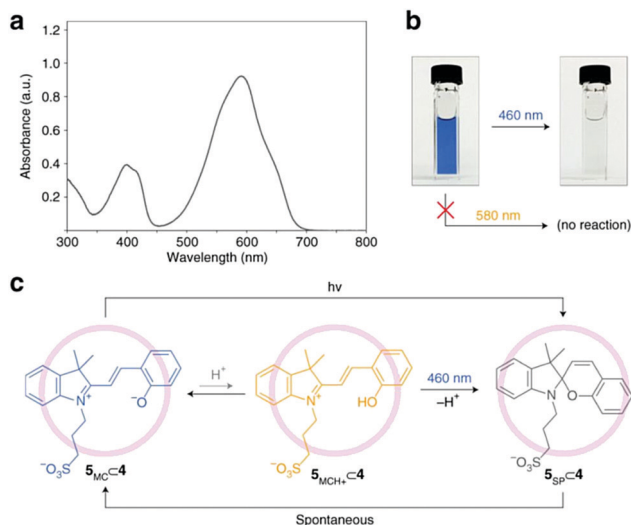 a
1.2
1.0
0.8
0.6
0.4
0.2
Absorbance (a.u.)
300 400 500 600 700 800
Wavelength (nm)
b
460 nm
580 nm
(no reaction)
c
hν
H⁺
460 nm
–H⁺
O⁻
N⁺
⁻O₃S
HO
N⁺
⁻O₃S
N
O
⁻O₃S
5MC⊂4
5MCH+⊂4
5SP⊂4
Spontaneous